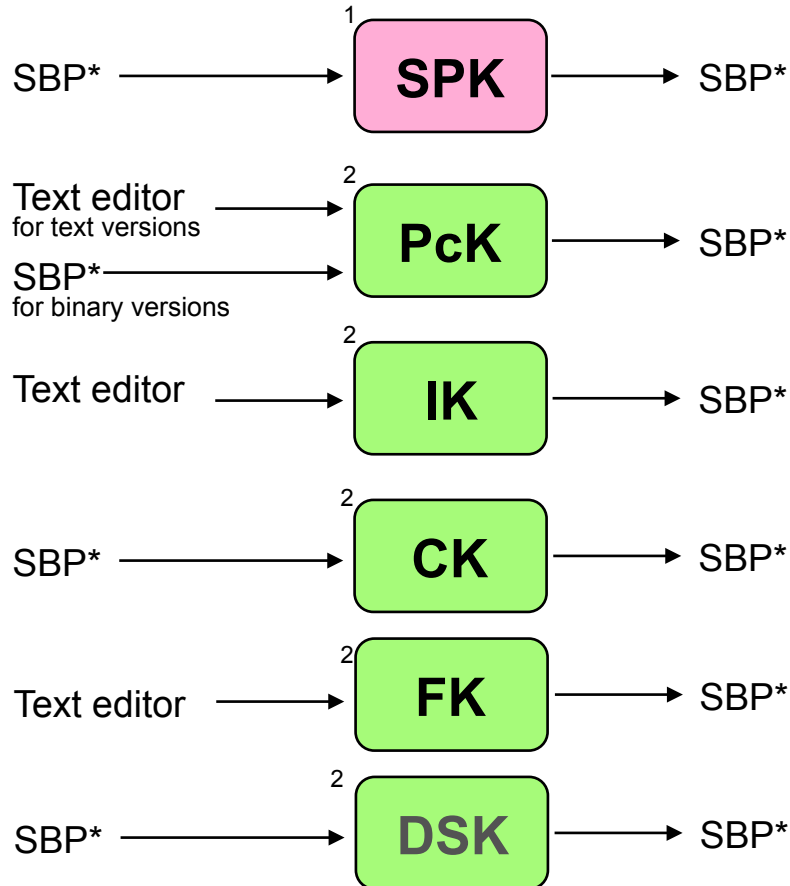 1
SBP* SPK SBP*
2
Text editor
for text versions
PcK SBP*
SBP*
for binary versions
2
Text editor IK SBP*
2
SBP* CK SBP*
2
Text editor FK SBP*
2
SBP* DSK SBP*